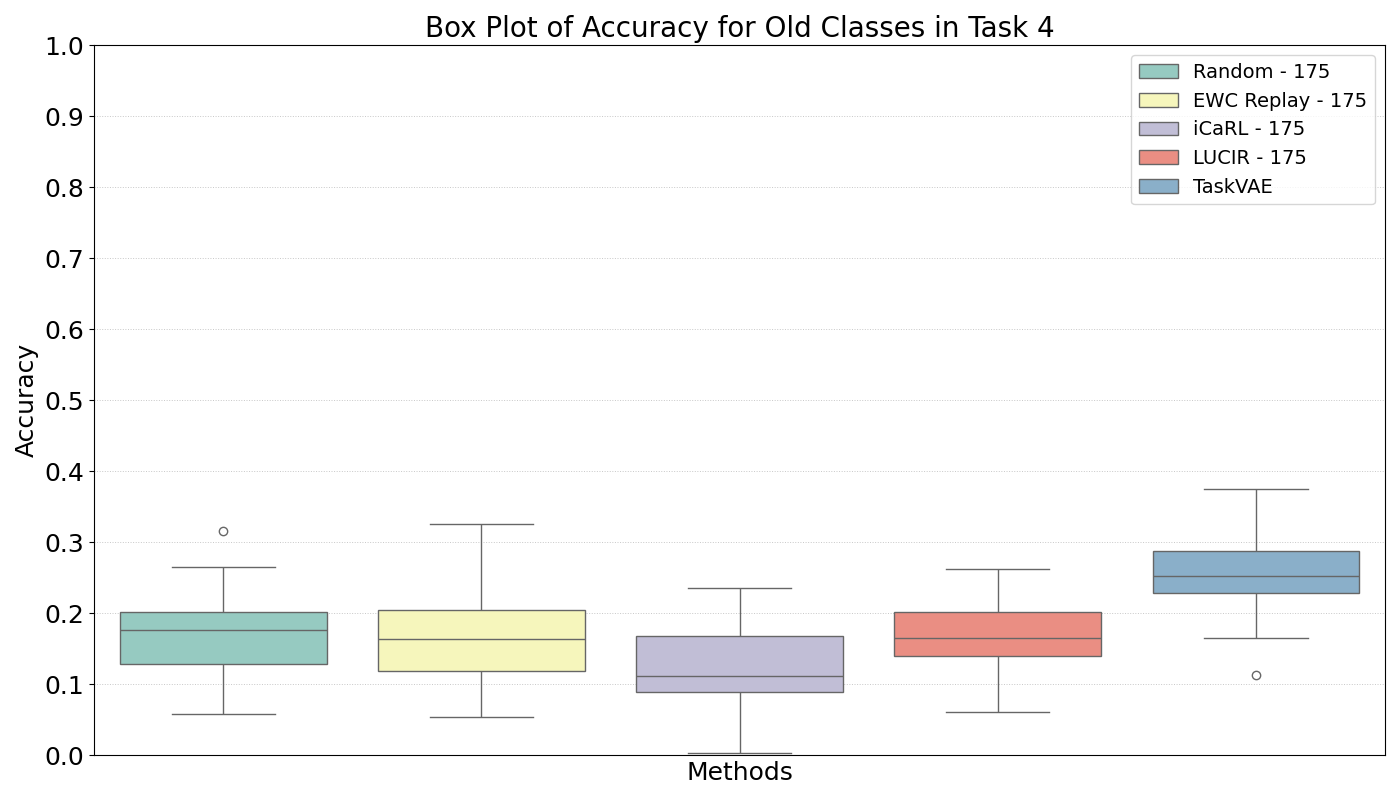 Box Plot of Accuracy for Old Classes in Task 4
1.0
0.9
0.8
0.7
0.6
0.5
0.4
0.3
0.2
0.1
0.0
Accuracy
Methods
Random - 175
EWC Replay - 175
iCaRL - 175
LUCIR - 175
TaskVAE